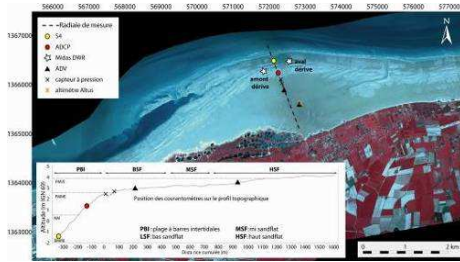 566000 567000 568000 569000 570000 571000 572000 573000 574000 575000 576000 577000
1367000
1366000
1365000
1364000
1363000
Radiale de mesure
S4
ADCP
Midas DWR
ADV
capteur à pression
altimètre Altus
N
aval
dérive
amont
dérive
PBI BSF MSF HSF
Altitude (m IGN 69)
Position des courantomètres sur le profil topographique
PBI : plage à barres intertidales MSF: mi sandflat
LSF: bas sandflat HSF: haut sandflat
0 1 2 km